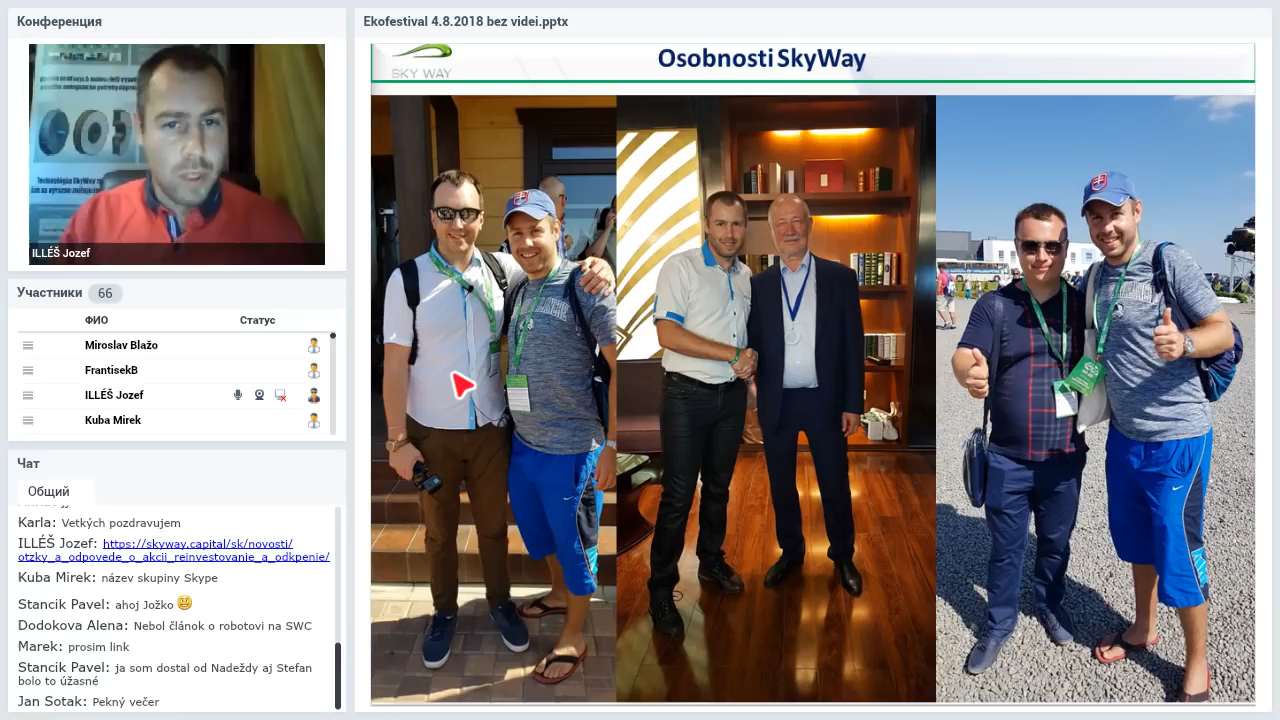 Конференция
ILLÉŠ Jozef
Участники 66
ФИО Статус
Miroslav Blažo
FrantisekB
ILLÉŠ Jozef
Kuba Mirek
Чат
Общий
Karla: Vetkých pozdravujem
ILLÉŠ Jozef: https://skyway.capital/sk/novosti/
otzky_a_odpovede_o_akcii_reinvestovanie_a_odkpenie/
Kuba Mirek: název skupiny Skype
Stancik Pavel: ahoj Jožko
Dodokova Alena: Nebol článok o robotovi na SWC
Marek: prosim link
Stancik Pavel: ja som dostal od Nadeždy aj Stefan
bolo to úžasné
Jan Sotak: Pekný večer
Ekofestival 4.8.2018 bez videi.pptx
SKY WAY
Osobnosti SkyWay